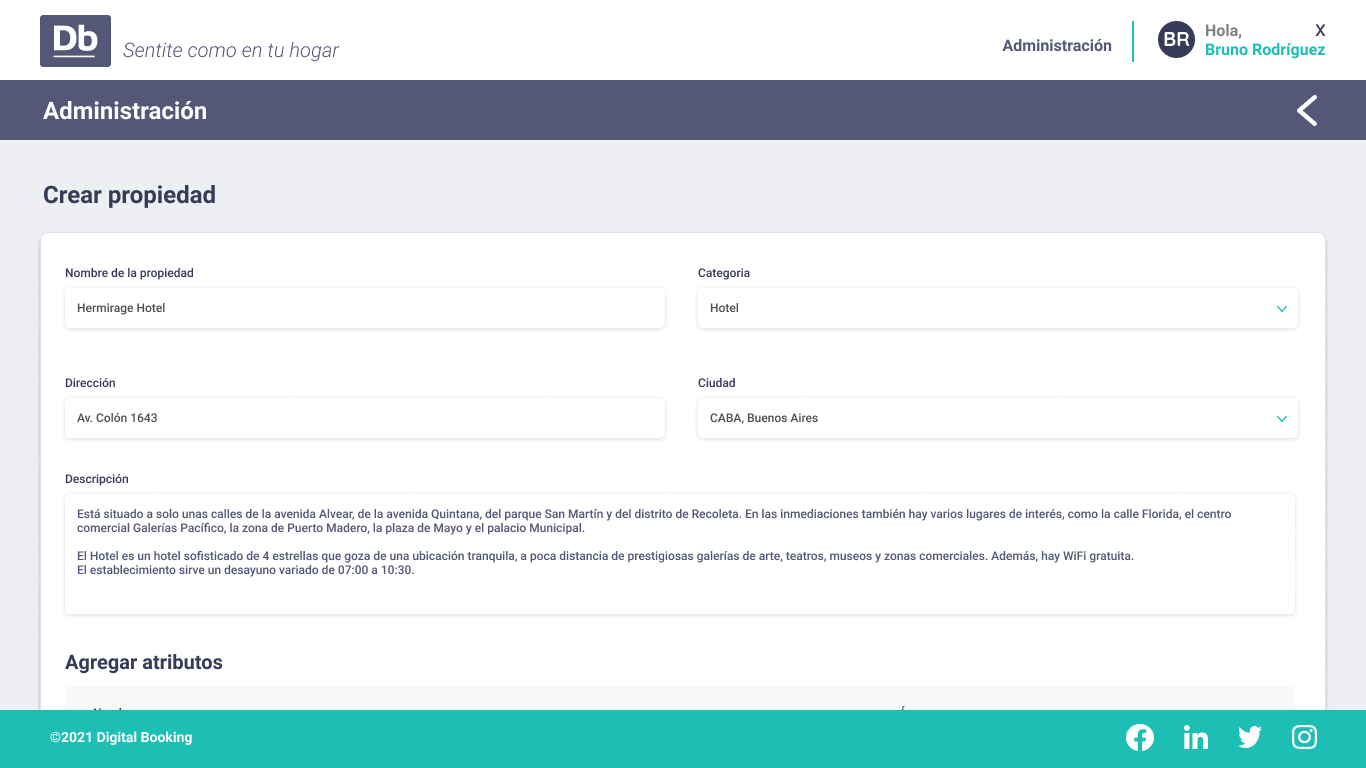 Db
Sentite como en tu hogar
Administración
BR
Hola,
X
Bruno Rodríguez
Administración
Crear propiedad
Nombre de la propiedad
Categoria
Hermirage Hotel
Hotel
Dirección
Ciudad
Av. Colón 1643
CABA, Buenos Aires
Descripción
Está situado a solo unas calles de la avenida Alvear, de la avenida Quintana, del parque San Martín y del distrito de Recoleta. En las inmediaciones también hay varios lugares de interés, como la calle Florida, el centro
comercial Galerías Pacífico, la zona de Puerto Madero, la plaza de Mayo y el palacio Municipal.
El Hotel es un hotel sofisticado de 4 estrellas que goza de una ubicación tranquila, a poca distancia de prestigiosas galerías de arte, teatros, museos y zonas comerciales. Además, hay WiFi gratuita.
El establecimiento sirve un desayuno variado de 07:00 a 10:30.
Agregar atributos
©2021 Digital Booking